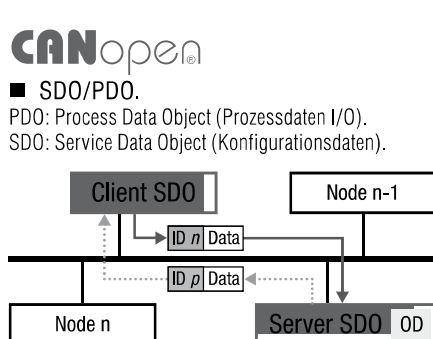 CANopen®
SDO/PDO.
PDO: Process Data Object (Prozessdaten I/O).
SDO: Service Data Object (Konfigurationsdaten).
Client SDO
Node n-1
ID n Data
ID p Data
Node n
Server SDO OD